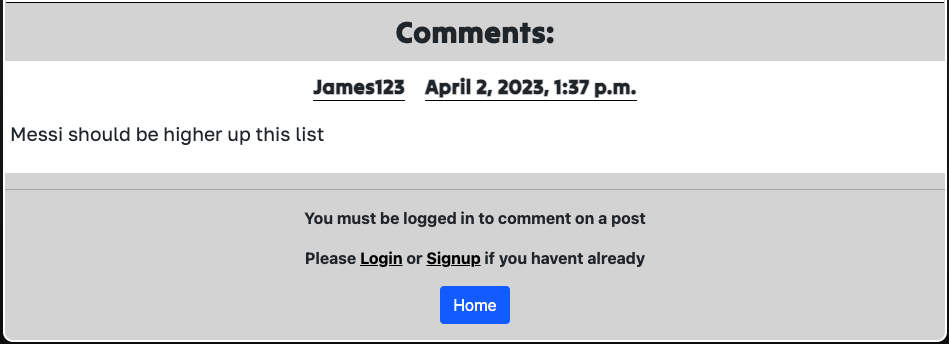 Comments:
James123 April 2, 2023, 1:37 p.m.
Messi should be higher up this list
You must be logged in to comment on a post
Please Login or Signup if you havent already
Home